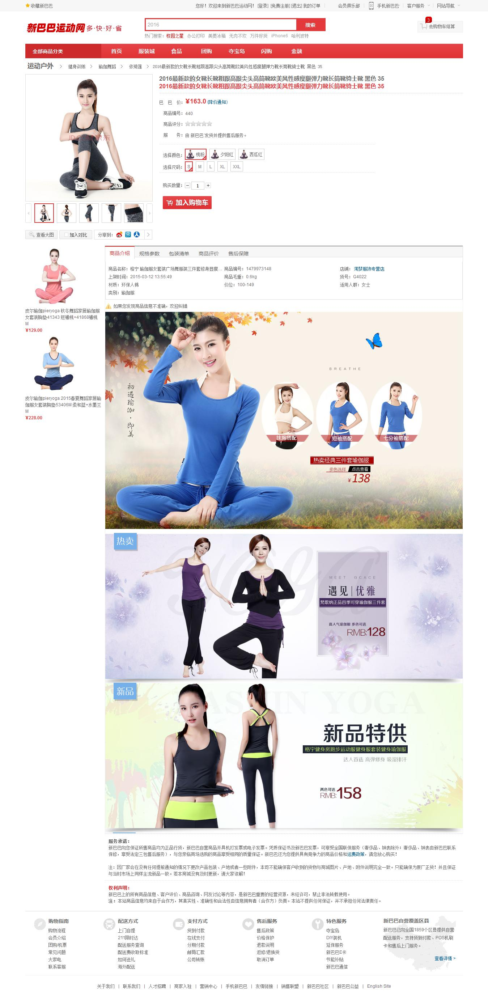 收藏新巴巴
您好！欢迎来到新巴巴运动网！ [登录] [免费注册] [退出] 我的订单 会员俱乐部 手机新巴巴 客户服务 网站导航
新巴巴运动网 多·快·好·省
2016 搜索
3
去购物车结算
热门搜索：校园之星 办公打印 美菱冰箱 无肉不欢 万件好货 iPhone6 哈利波特
全部商品分类 首页 服装城 食品 团购 夺宝岛 闪购 金融
运动户外 > 健身训练 > 瑜伽舞蹈 > 依琦莲 > 2016最新款的女靴长靴粗跟高跟尖头高筒靴欧美风性感瘦腿弹力靴长筒靴骑士靴 黑色 35
2016最新款的女靴长靴粗跟高跟尖头高筒靴欧美风性感瘦腿弹力靴长筒靴骑士靴 黑色 35
2016最新款的女靴长靴粗跟高跟尖头高筒靴欧美风性感瘦腿弹力靴长筒靴骑士靴 黑色 35
巴 巴 价：¥163.0 (降价通知)
商品编号：440
商品评分：
服 务：由 新巴巴 发货并提供售后服务。
选择颜色： 桃粉 夕阳红 西瓜红
选择尺码： S M L XL XXL
购买数量： - 1 +
加入购物车
查看大图 加入对比 分享到：
皮尔瑜伽pieryoga 秋冬舞蹈家居瑜伽服
女套装胸垫41343 短橘桃+41868橘桃
M
¥129.00
皮尔瑜伽pieryoga 2015春夏舞蹈家居瑜
伽服女套装胸垫53406M 柔和蓝+水墨兰
M
¥228.00
商品介绍 规格参数 包装清单 商品评价 售后保障
商品名称：格宁 瑜伽服女套装广场舞服装三件套修身显瘦... 商品编号：1479973148 店铺： 淘梦服饰专营店
上架时间：2015-03-12 13:55:49 商品毛重：0.6kg 货号：G4022
材质：环保人棉 价位：100-149 适用人群：女士
类别：瑜伽服
如果您发现商品信息不准确，欢迎纠错
BREATHE
初遇瑜伽·即美
抹胸搭配 短袖搭配 七分袖搭配
热卖经典三件套瑜伽服
多色选择 点击查看
¥ 138
热卖
YOGA
MEET GCACE
遇见|优雅
梵歌纳正品四季可穿瑜伽服三件套
高人气瑜伽服 多色可选
RMB:128
新品
YOGA
新品特供
格宁健身房跑步运动服健身服套装健身瑜伽服
达人首选 高弹修身 吸湿排汗
两色可选
RMB:158
服务承诺：
新巴巴向您保证所售商品均为正品行货，新巴巴自营商品开具机打发票或电子发票。凭质保证书及新巴巴发票，可享受全国联保服务（奢侈品、钟表除外；奢侈品、钟表由新巴巴联系
保修，享受法定三包售后服务），与您亲临商场选购的商品享受相同的质量保证。新巴巴还为您提供具有竞争力的商品价格和运费政策，请您放心购买！
注：因厂家会在没有任何提前通知的情况下更改产品包装、产地或者一些附件，本司不能确保客户收到的货物与商城图片、产地、附件说明完全一致。只能确保为原厂正货！并且保证
与当时市场上同样主流新品一致。若本商城没有及时更新，请大家谅解！
权利声明：
新巴巴上的所有商品信息、客户评价、商品咨询、网友讨论等内容，是新巴巴重要的经营资源，未经许可，禁止非法转载使用。
注：本站商品信息均来自于合作方，其真实性、准确性和合法性由信息拥有者（合作方）负责。本站不提供任何保证，并不承担任何法律责任。
购物指南 配送方式 支付方式 售后服务 特色服务 新巴巴自营覆盖区县
购物流程 上门自提 货到付款 售后政策 夺宝岛 新巴巴已向全国1859个区县提供自营
会员介绍 211限时达 在线支付 价格保护 DIY装机 配送服务，支持货到付款、POS机刷
团购/机票 配送服务查询 分期付款 退款说明 延保服务 卡和售后上门服务。
常见问题 配送费收取标准 邮局汇款 返修/退换货 新巴巴E卡
大家电 如何送礼 公司转账 取消订单 节能补贴 查看详情 >
联系客服 海外配送 新巴巴通信
关于我们 | 联系我们 | 人才招聘 | 商家入驻 | 营销中心 | 手机新巴巴 | 友情链接 | 销售联盟 | 新巴巴社区 | 新巴巴公益 | English Site